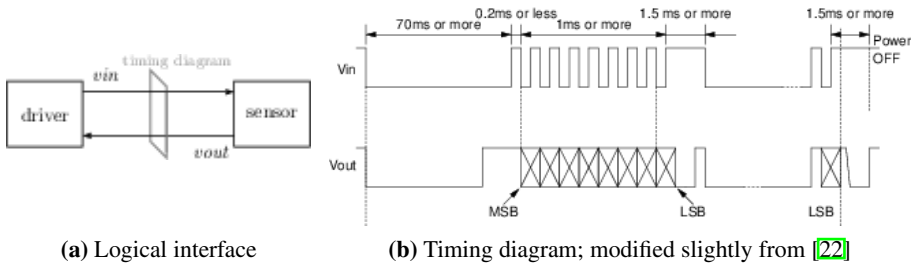 timing diagram
vin
driver
sensor
vout
(a) Logical interface
0.2ms or less
70ms or more
1ms or more
1.5 ms or more
1.5ms or more
Power
OFF
Vin
Vout
MSB
LSB
LSB
(b) Timing diagram; modified slightly from [22]